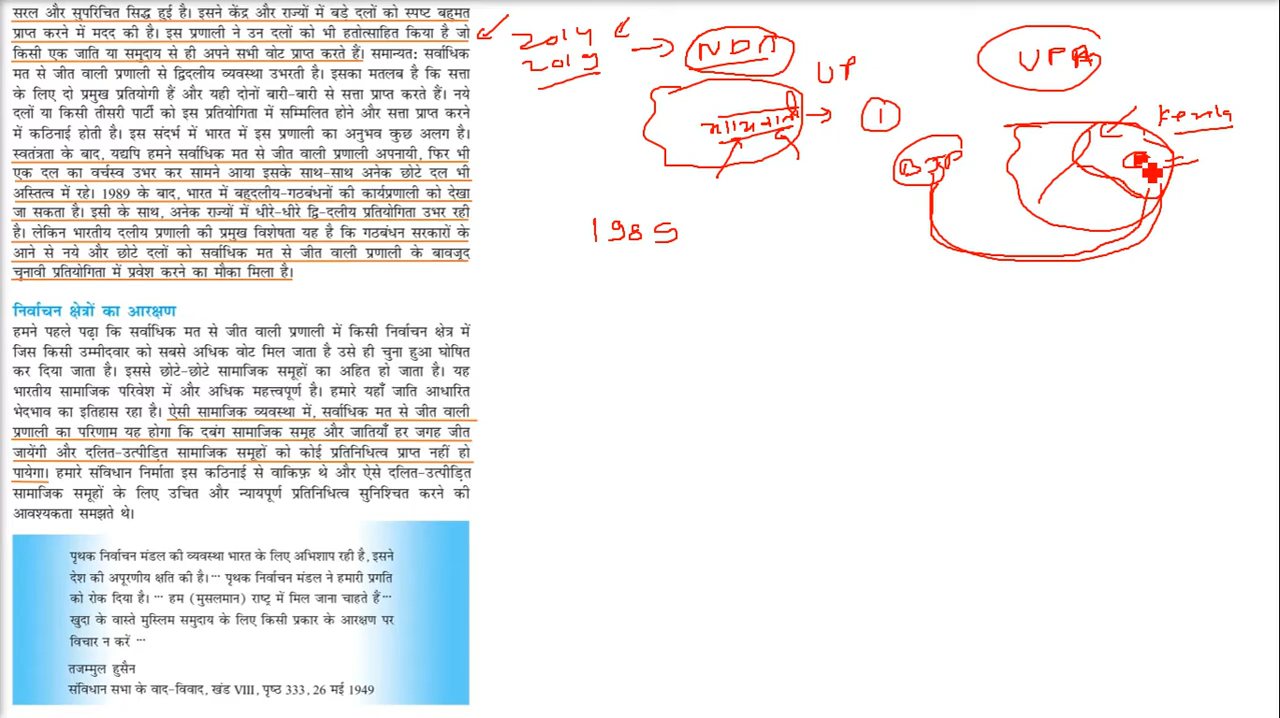 सरल और सुपरिचित सिद्ध हुई है। इसने केंद्र और राज्यों में बड़े दलों को स्पष्ट बहुमत
प्राप्त करने में मदद की है। इस प्रणाली ने उन दलों को भी हतोत्साहित किया है जो
किसी एक जाति या समुदाय से ही अपने सभी वोट प्राप्त करते हैं। समान्यत: सर्वाधिक
मत से जीत वाली प्रणाली से द्विदलीय व्यवस्था उभरती है। इसका मतलब है कि सत्ता
के लिए दो प्रमुख प्रतियोगी हैं और यही दोनों बारी-बारी से सत्ता प्राप्त करते हैं। नये
दलों या किसी तीसरी पार्टी को इस प्रतियोगिता में सम्मिलित होने और सत्ता प्राप्त करने
में कठिनाई होती है। इस संदर्भ में भारत में इस प्रणाली का अनुभव कुछ अलग है।
स्वतंत्रता के बाद, यद्यपि हमने सर्वाधिक मत से जीत वाली प्रणाली अपनायी, फिर भी
एक दल का वर्चस्व उभर कर सामने आया इसके साथ-साथ अनेक छोटे दल भी
अस्तित्व में रहे। 1989 के बाद, भारत में बहुदलीय-गठबंधनों की कार्यप्रणाली को देखा
जा सकता है। इसी के साथ, अनेक राज्यों में धीरे-धीरे द्वि-दलीय प्रतियोगिता उभर रही
है। लेकिन भारतीय दलीय प्रणाली की प्रमुख विशेषता यह है कि गठबंधन सरकारों के
आने से नये और छोटे दलों को सर्वाधिक मत से जीत वाली प्रणाली के बावजूद
चुनावी प्रतियोगिता में प्रवेश करने का मौका मिला है।
निर्वाचन क्षेत्रों का आरक्षण
हमने पहले पढ़ा कि सर्वाधिक मत से जीत वाली प्रणाली में किसी निर्वाचन क्षेत्र में
जिस किसी उम्मीदवार को सबसे अधिक वोट मिल जाता है उसे ही चुना हुआ घोषित
कर दिया जाता है। इससे छोटे-छोटे सामाजिक समूहों का अहित हो जाता है। यह
भारतीय सामाजिक परिवेश में और अधिक महत्त्वपूर्ण है। हमारे यहाँ जाति आधारित
भेदभाव का इतिहास रहा है। ऐसी सामाजिक व्यवस्था में, सर्वाधिक मत से जीत वाली
प्रणाली का परिणाम यह होगा कि दबंग सामाजिक समूह और जातियाँ हर जगह जीत
जायेंगी और दलित-उत्पीड़ित सामाजिक समूहों को कोई प्रतिनिधित्व प्राप्त नहीं हो
पायेगा। हमारे संविधान निर्माता इस कठिनाई से वाकिफ़ थे और ऐसे दलित-उत्पीड़ित
सामाजिक समूहों के लिए उचित और न्यायपूर्ण प्रतिनिधित्व सुनिश्चित करने की
आवश्यकता समझते थे।
पृथक निर्वाचन मंडल की व्यवस्था भारत के लिए अभिशाप रही है, इसने
देश की अपूरणीय क्षति की है।... पृथक निर्वाचन मंडल ने हमारी प्रगति
को रोक दिया है। ... हम (मुसलमान) राष्ट्र में मिल जाना चाहते हैं...
खुदा के वास्ते मुस्लिम समुदाय के लिए किसी प्रकार के आरक्षण पर
विचार न करें ...
तजम्मुल हुसैन
संविधान सभा के वाद-विवाद, खंड VIII, पृष्ठ 333, 26 मई 1949
2014
2019
NDA
UP
1
1989
UPA
Kerala
BJP